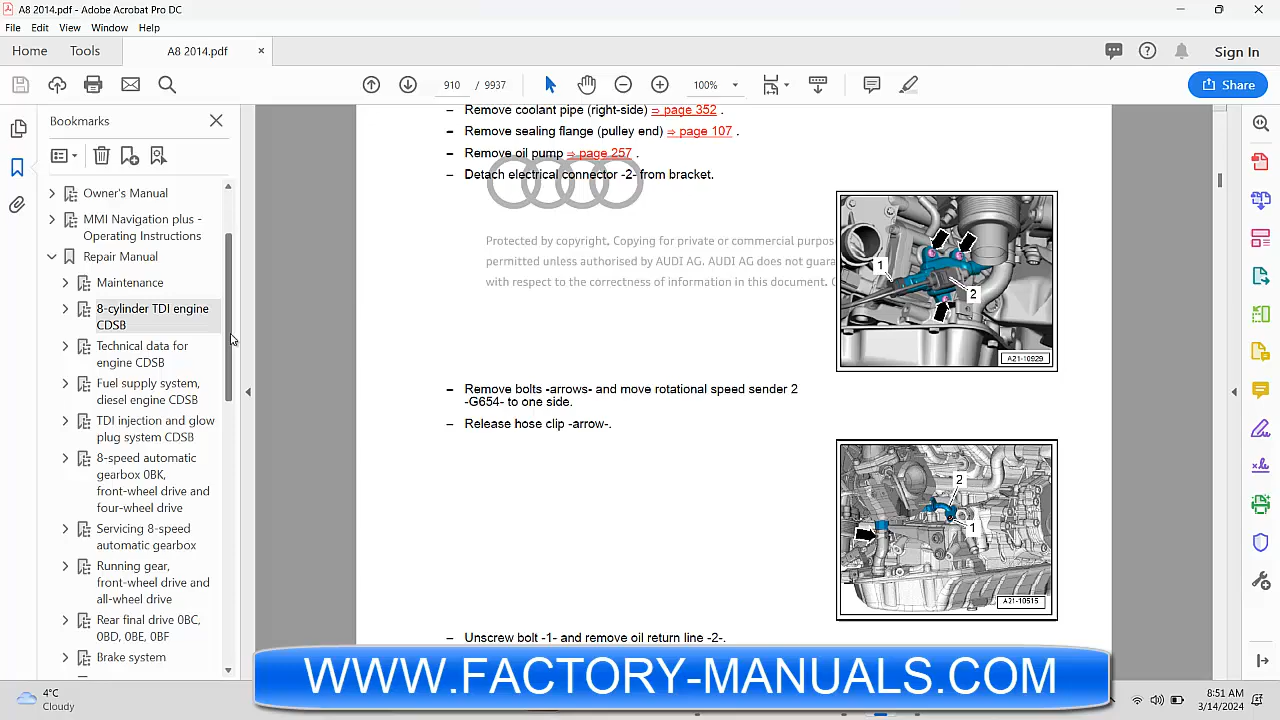 A8 2014.pdf - Adobe Acrobat Pro DC
File Edit View Window Help
Home Tools A8 2014.pdf × Sign In
910 / 9937 100% Share
Bookmarks
Owner's Manual
MMI Navigation plus -
Operating Instructions
Repair Manual
Maintenance
8-cylinder TDI engine
CDSB
Technical data for
engine CDSB
Fuel supply system,
diesel engine CDSB
TDI injection and glow
plug system CDSB
8-speed automatic
gearbox 0BK,
front-wheel drive and
four-wheel drive
Servicing 8-speed
automatic gearbox
Running gear,
front-wheel drive and
all-wheel drive
Rear final drive 0BC,
0BD, 0BE, 0BF
Brake system
– Remove coolant pipe (right-side) ⇒ page 352 .
– Remove sealing flange (pulley end) ⇒ page 107 .
– Remove oil pump ⇒ page 257 .
– Detach electrical connector -2- from bracket.
Protected by copyright. Copying for private or commercial purpose
permitted unless authorised by AUDI AG. AUDI AG does not guara
with respect to the correctness of information in this document. C
1
2
A21-10929
– Remove bolts -arrows- and move rotational speed sender 2
-G654- to one side.
– Release hose clip -arrow-.
2
1
A21-10515
– Unscrew bolt -1- and remove oil return line -2-.
WWW.FACTORY-MANUALS.COM
4°C
Cloudy
8:51 AM
3/14/2024